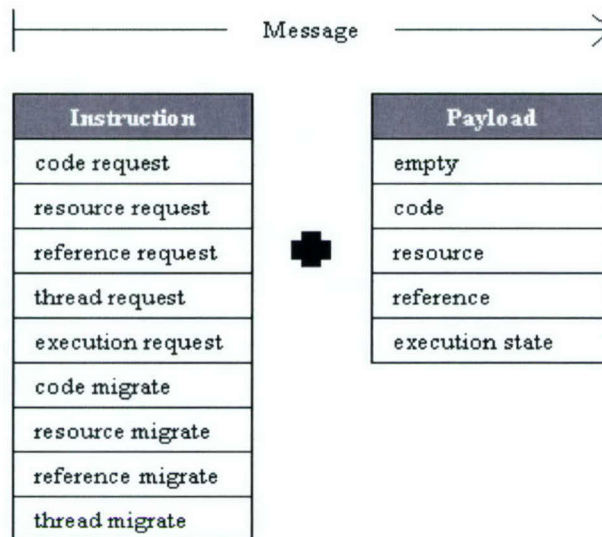 Message
Instruction
code request
resource request
reference request
thread request
execution request
code migrate
resource migrate
reference migrate
thread migrate
Payload
empty
code
resource
reference
execution state